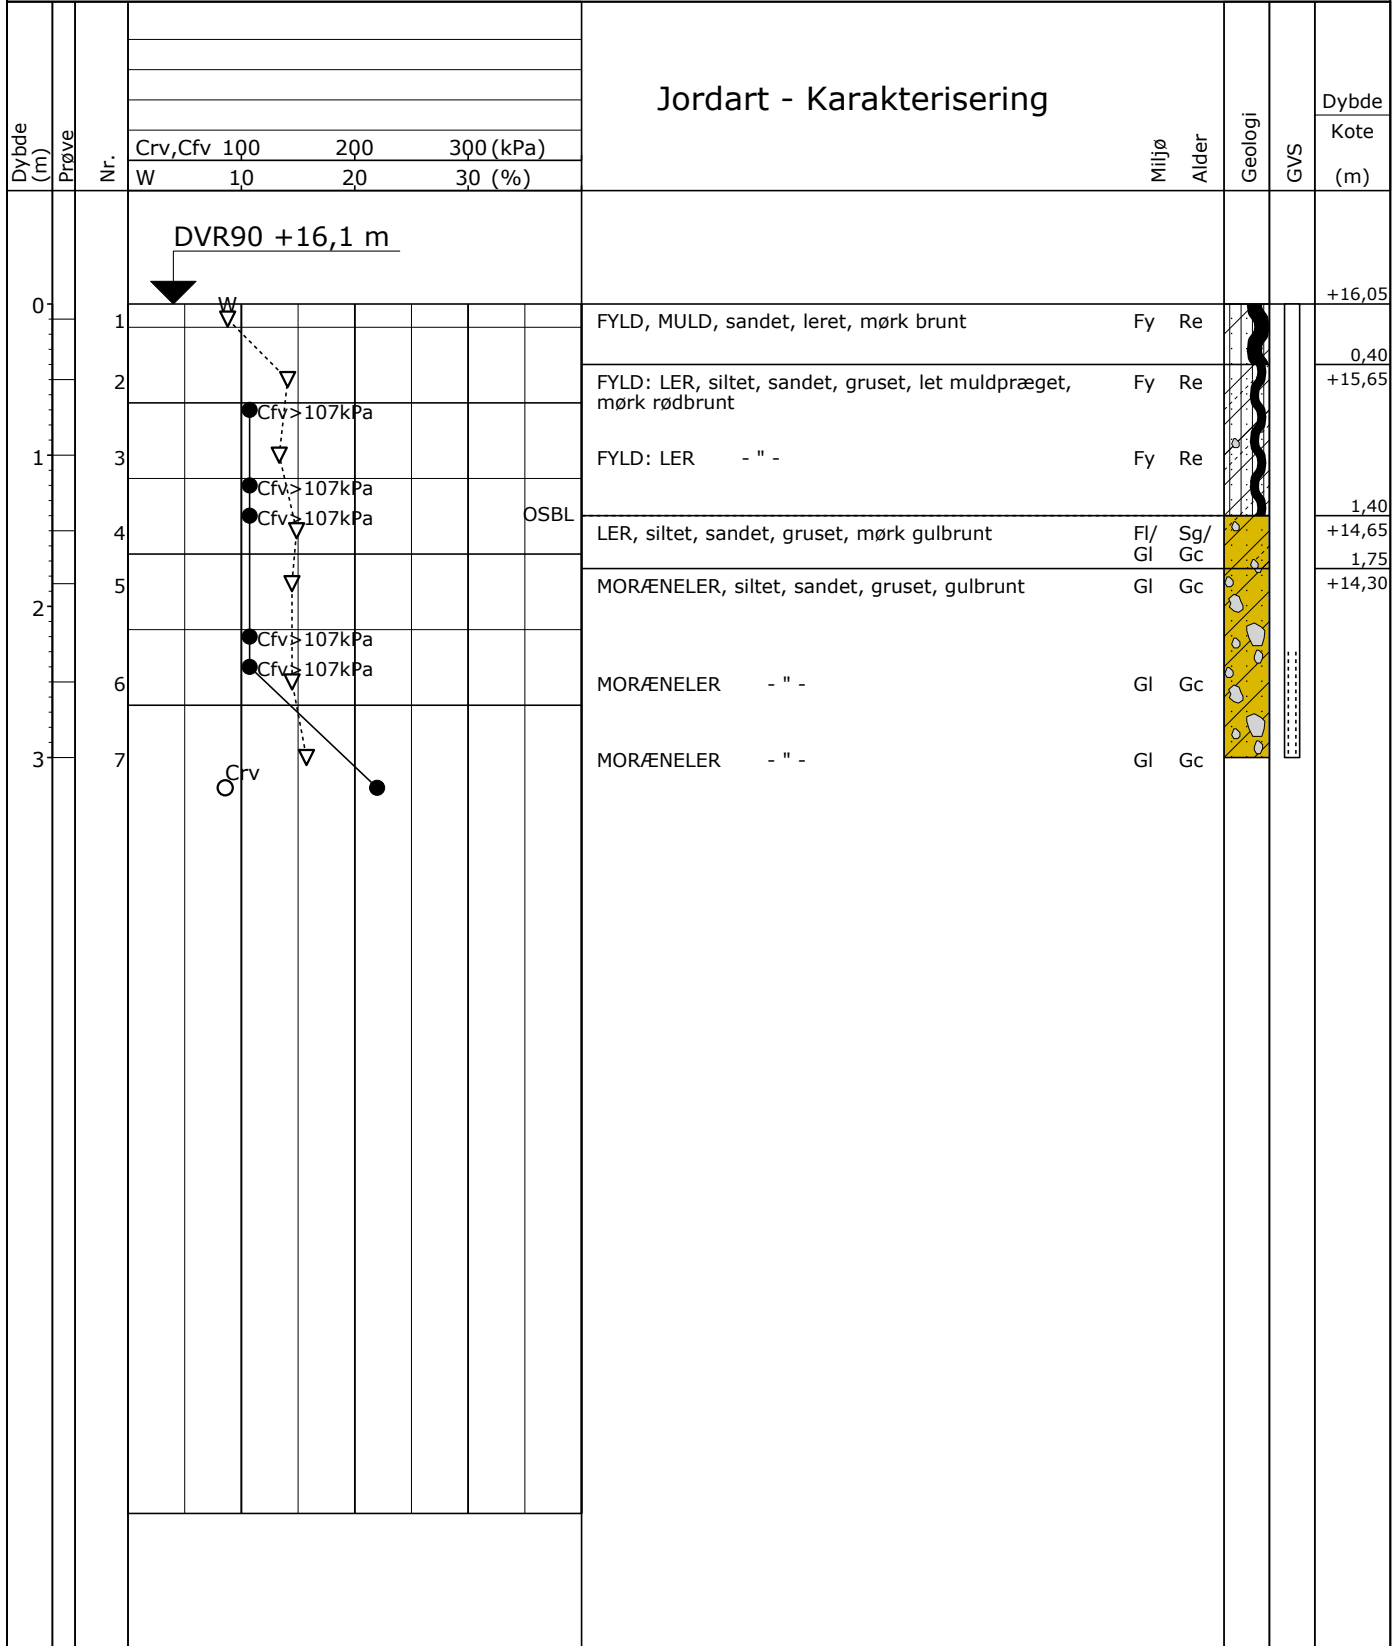 Jordart - Karakterisering
Dybde (m)
Prøve
Nr.
Crv,Cfv 100 200 300 (kPa)
W 10 20 30 (%)
Miljø
Alder
Geologi
GVS
Dybde
Kote
(m)
DVR90 +16,1 m
+16,05
0
W
1 FYLD, MULD, sandet, leret, mørk brunt Fy Re
0,40
2 FYLD: LER, siltet, sandet, gruset, let muldpræget, Fy Re +15,65
mørk rødbrunt
Cfv>107kPa
1 3 FYLD: LER - " - Fy Re
Cfv>107kPa
1,40
Cfv>107kPa OSBL
4 LER, siltet, sandet, gruset, mørk gulbrunt Fl/ Sg/ +14,65
Gl Gc 1,75
5 MORÆNELER, siltet, sandet, gruset, gulbrunt Gl Gc +14,30
2
Cfv>107kPa
Cfv>107kPa
6 MORÆNELER - " - Gl Gc
3 7 MORÆNELER - " - Gl Gc
Crv